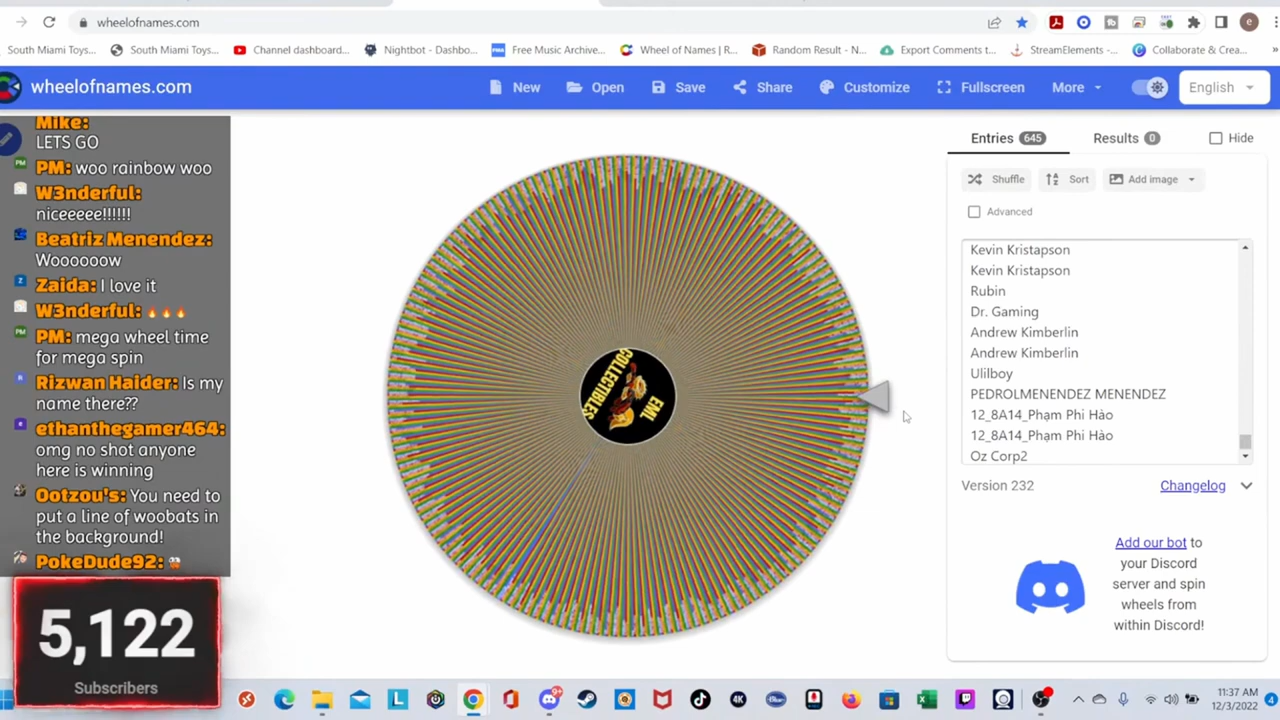 wheelofnames.com
e
South Miami Toys...
South Miami Toys...
Channel dashboard...
Nightbot - Dashbo...
Free Music Archive...
Wheel of Names | R...
Random Result - N...
Export Comments t...
StreamElements -...
Collaborate & Crea...
»
wheelofnames.com
New
Open
Save
Share
Customize
Fullscreen
More
English
Mike:
LETS GO
PM: woo rainbow woo
W3nderful:
niceeeee!!!!!!
Beatriz Menendez:
Woooooow
Zaida: I love it
W3nderful: 🔥🔥🔥
PM: mega wheel time
for mega spin
Rizwan Haider: Is my
name there??
ethanthegamer464:
omg no shot anyone
here is winning
Ootzou's: You need to
put a line of woobats in
the background!
PokeDude92:
5,122
Subscribers
EMJ
COLLECTIBLES
Entries 645
Results 0
Hide
Shuffle
Sort
Add image
Advanced
Kevin Kristapson
Kevin Kristapson
Rubin
Dr. Gaming
Andrew Kimberlin
Andrew Kimberlin
Ulilboy
PEDROLMENENDEZ MENENDEZ
12_8A14_Phạm Phi Hào
12_8A14_Phạm Phi Hào
Oz Corp2
Version 232
Changelog
Add our bot to
your Discord
server and spin
wheels from
within Discord!
9+
L
4K
11:37 AM
12/3/2022
4